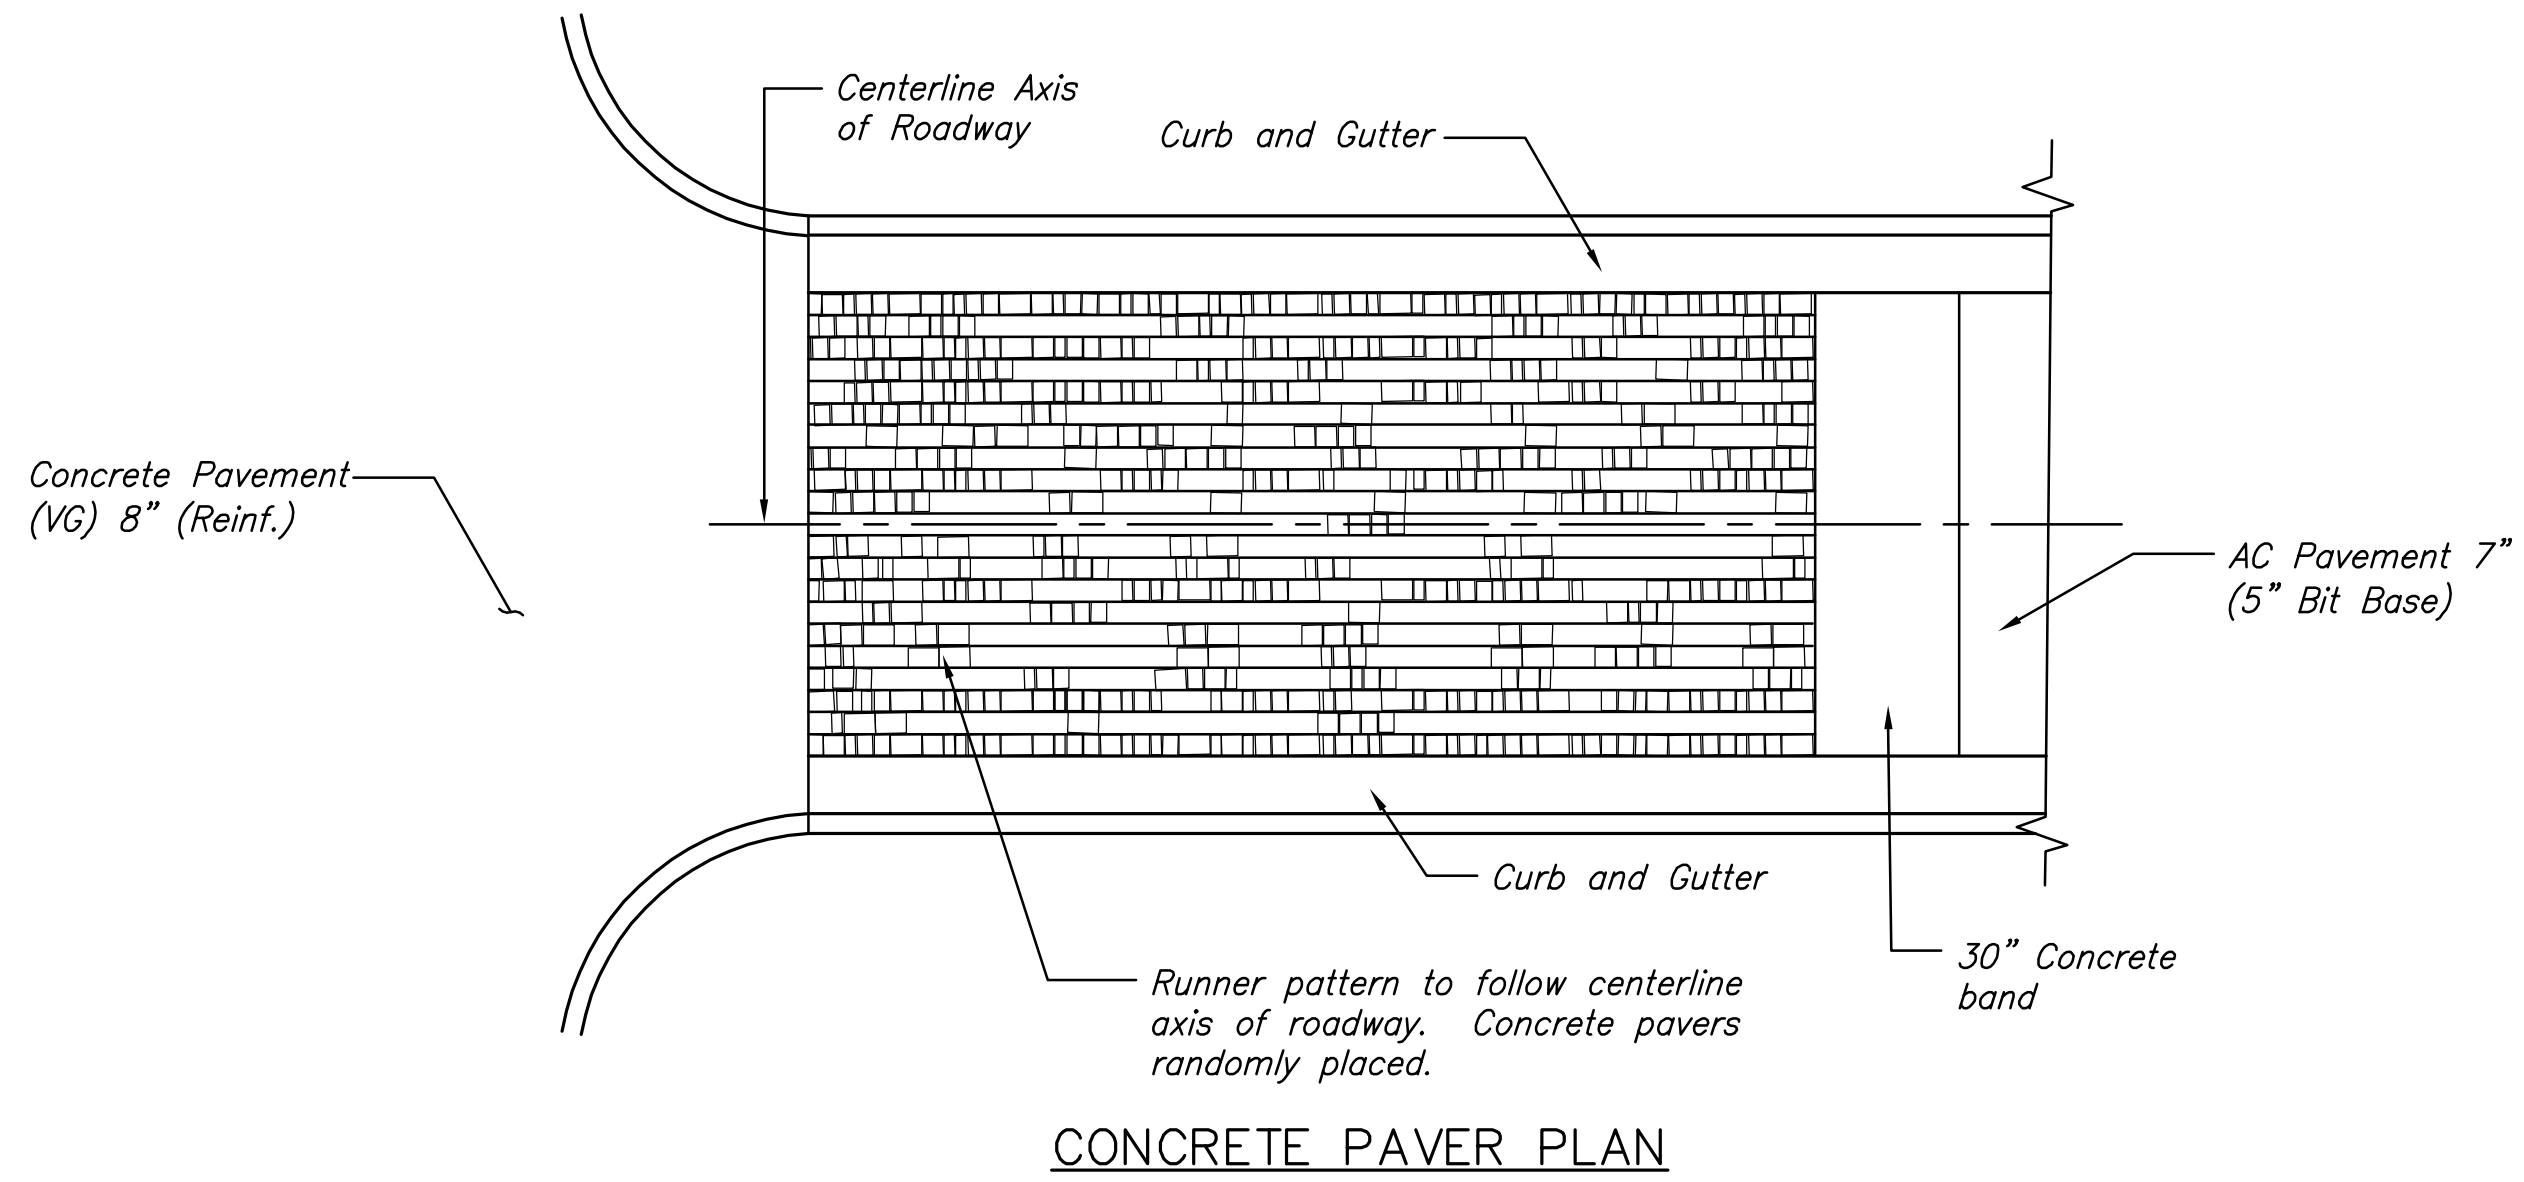 Centerline Axis
of Roadway
Curb and Gutter
Concrete Pavement
(VG) 8" (Reinf.)
AC Pavement 7"
(5" Bit Base)
Curb and Gutter
30" Concrete
band
Runner pattern to follow centerline
axis of roadway. Concrete pavers
randomly placed.
CONCRETE PAVER PLAN